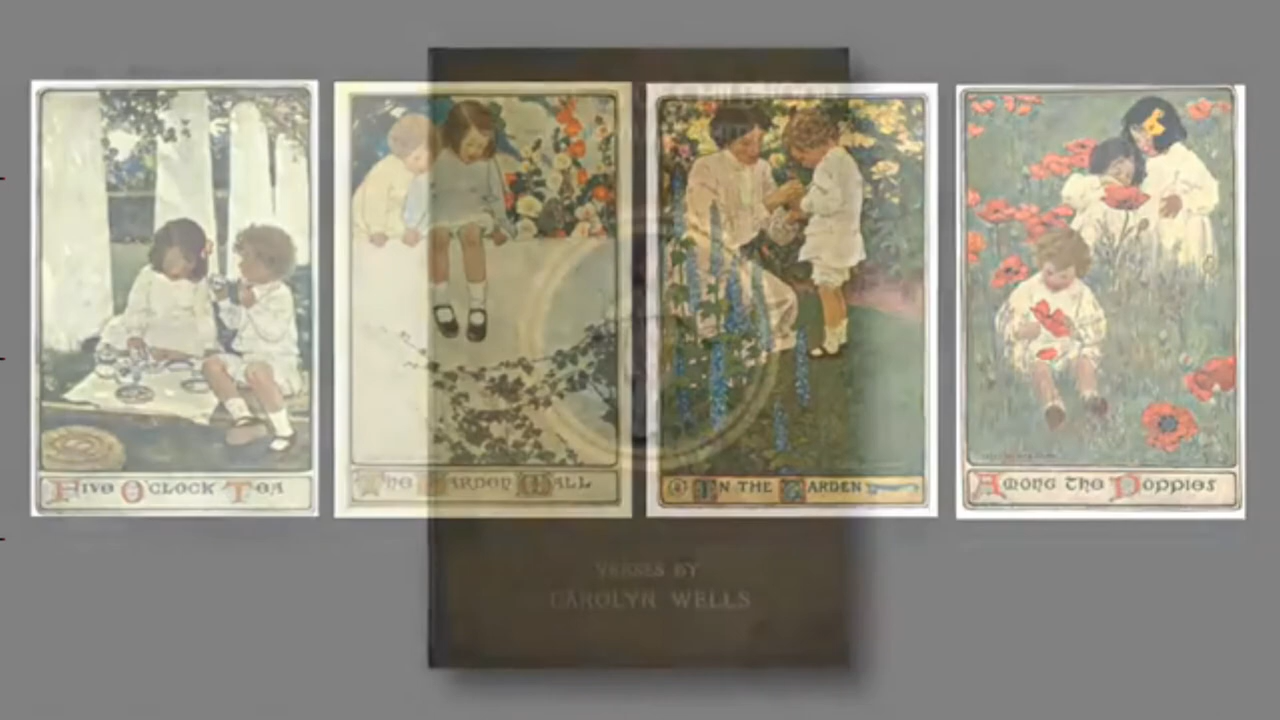 Five O'Clock Tea
The Garden Wall
In the Garden
Among the Poppies
VERSES BY
CAROLYN WELLS